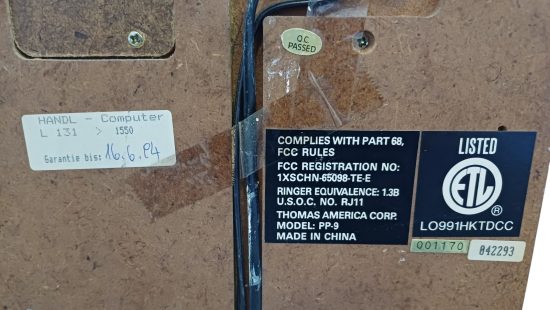 QC
PASSED
HANDL - Computer
L 131 > 1550
Garantie bis: 16.6.94
COMPLIES WITH PART 68,
FCC RULES
FCC REGISTRATION NO:
1XSCHN-65098-TE-E
RINGER EQUIVALENCE: 1.3B
U.S.O.C. NO. RJ11
THOMAS AMERICA CORP.
MODEL: PP-9
MADE IN CHINA
LISTED
ETL
®
LO991HKTDCC
001170
042293